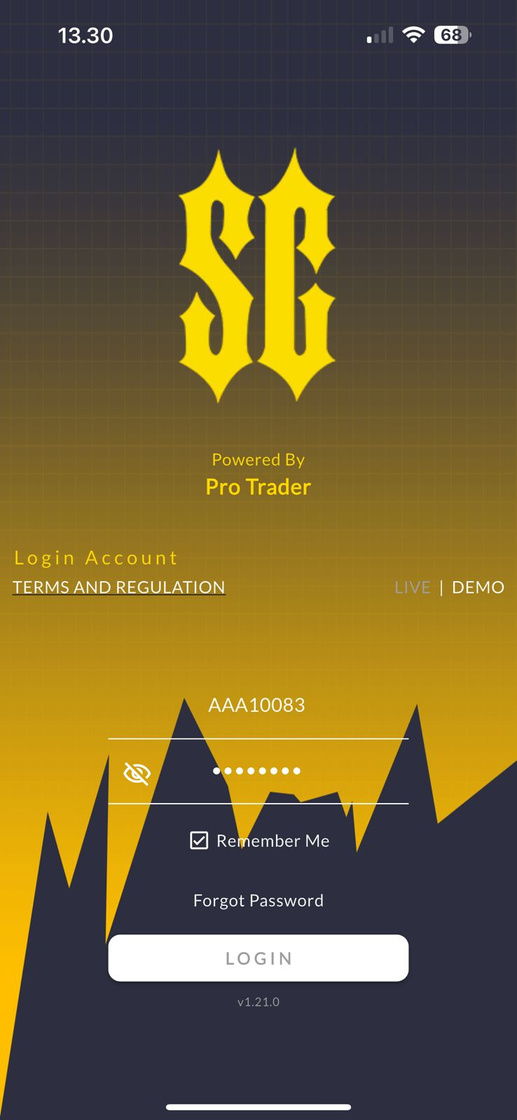 13.30
68
SG
Powered By
Pro Trader
Login Account
TERMS AND REGULATION
LIVE | DEMO
AAA10083
Remember Me
Forgot Password
LOGIN
v1.21.0